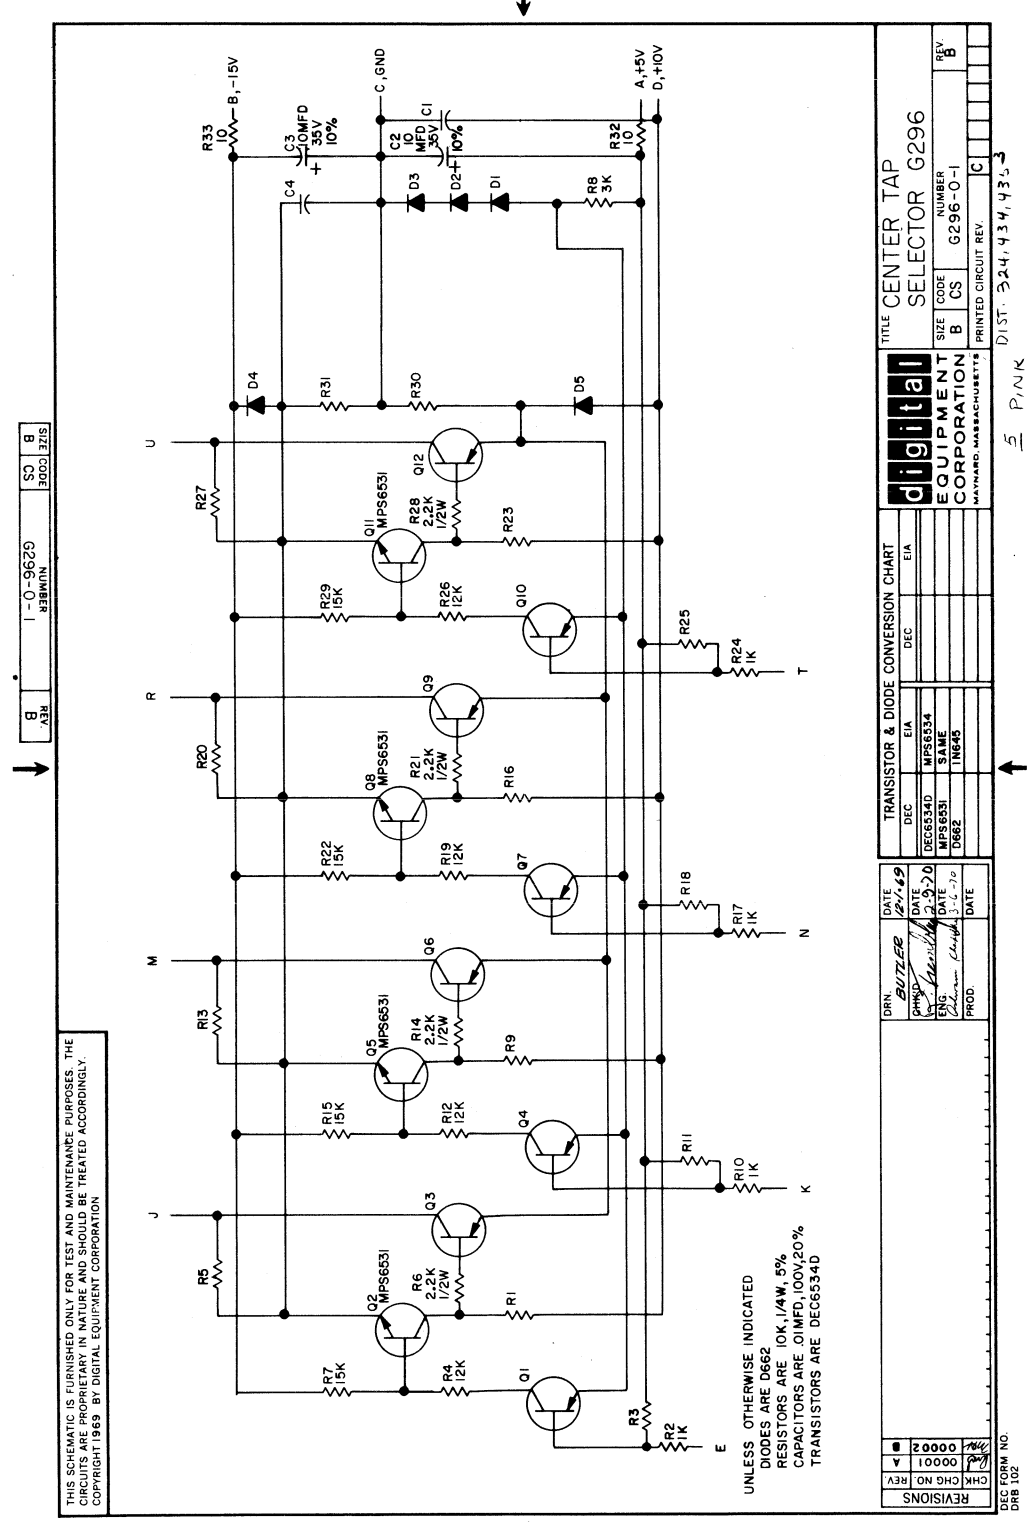 THIS SCHEMATIC IS FURNISHED ONLY FOR TEST AND MAINTENANCE PURPOSES. THE
CIRCUITS ARE PROPRIETARY IN NATURE AND SHOULD BE TREATED ACCORDINGLY.
COPYRIGHT 1969 BY DIGITAL EQUIPMENT CORPORATION
SIZE CODE NUMBER REV.
B CS G296-0-1 B
J
M
R
U
R33
10
B,-15V
C3
10MFD
35V
10%
+
C,GND
C4
C2
10
MFD
35V
10%
+
C1
D3
D2
D1
R8
3K
R32
10
A,+5V
D,+10V
D4
R31
R30
D5
R5
Q2
MPS6531
R7
15K
R4
12K
R6
2.2K
1/2W
Q3
R1
Q1
R3
R2
1K
E
R13
Q5
MPS6531
R15
15K
R12
12K
R14
2.2K
1/2W
Q6
R9
Q4
R11
R10
1K
K
R20
Q8
MPS6531
R22
15K
R19
12K
R21
2.2K
1/2W
Q9
R16
Q7
R18
R17
1K
N
R27
Q11
MPS6531
R29
15K
R26
12K
R28
2.2K
1/2W
Q12
R23
Q10
R25
R24
1K
T
UNLESS OTHERWISE INDICATED
DIODES ARE D662
RESISTORS ARE 10K,1/4W,5%
CAPACITORS ARE .01MFD,100V,20%
TRANSISTORS ARE DEC6534D
REVISIONS
CHK CHG NO. REV.
00001 A
00002 B
DRN. DATE
BUTLER 12-1-69
CHK'D DATE
2-9-70
ENG. DATE
3-6-70
PROD. DATE
TRANSISTOR & DIODE CONVERSION CHART
DEC EIA DEC EIA
DEC6534D MPS6534
MPS6531 SAME
D662 1N645
digital
EQUIPMENT
CORPORATION
MAYNARD, MASSACHUSETTS
TITLE CENTER TAP
SELECTOR G296
SIZE CODE NUMBER REV.
B CS G296-0-1 B
PRINTED CIRCUIT REV. C
DEC FORM NO.
DRB 102
5 PINK
DIST. 324,434,435-3